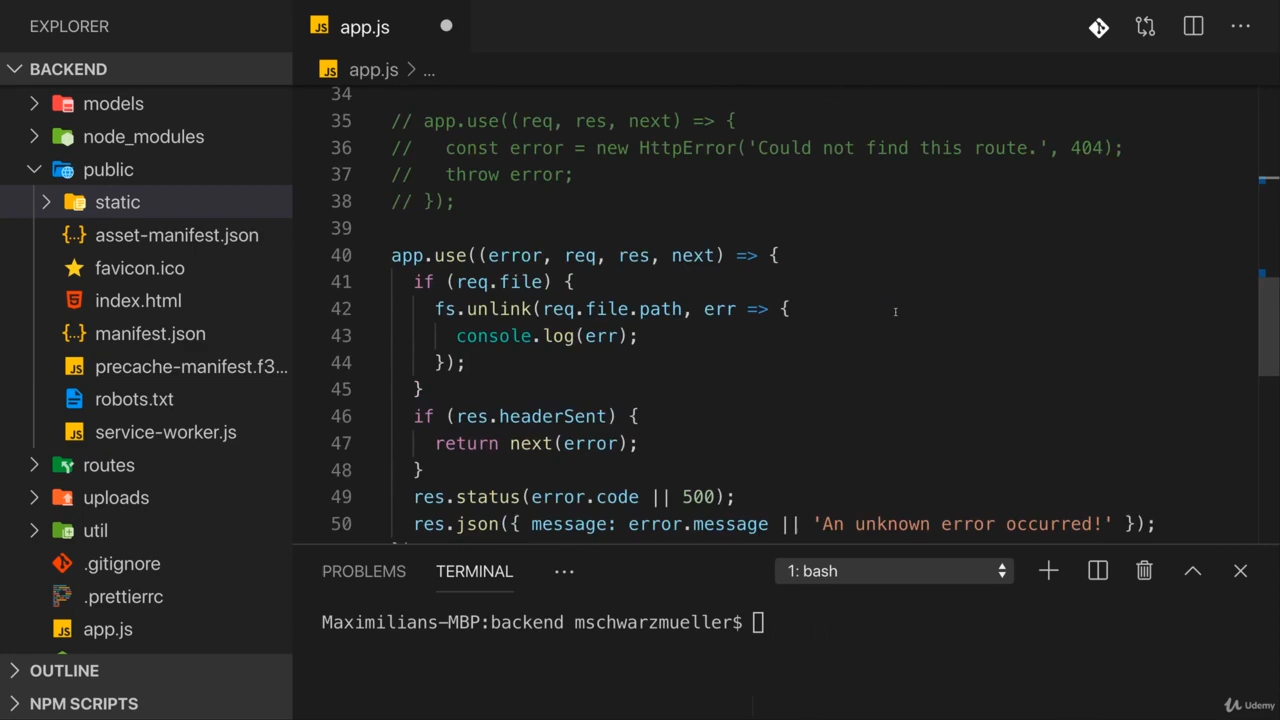 EXPLORER
JS app.js
BACKEND
JS app.js > ...
models
node_modules
public
static
{..} asset-manifest.json
favicon.ico
index.html
{..} manifest.json
JS precache-manifest.f3...
robots.txt
JS service-worker.js
routes
uploads
util
.gitignore
.prettierrc
JS app.js
OUTLINE
NPM SCRIPTS
34
35 // app.use((req, res, next) => {
36 //   const error = new HttpError('Could not find this route.', 404);
37 //   throw error;
38 // });
39
40 app.use((error, req, res, next) => {
41   if (req.file) {
42     fs.unlink(req.file.path, err => {
43       console.log(err);
44     });
45   }
46   if (res.headerSent) {
47     return next(error);
48   }
49   res.status(error.code || 500);
50   res.json({ message: error.message || 'An unknown error occurred!' });
PROBLEMS TERMINAL ... 1: bash
Maximilians-MBP:backend mschwarzmueller$
Udemy